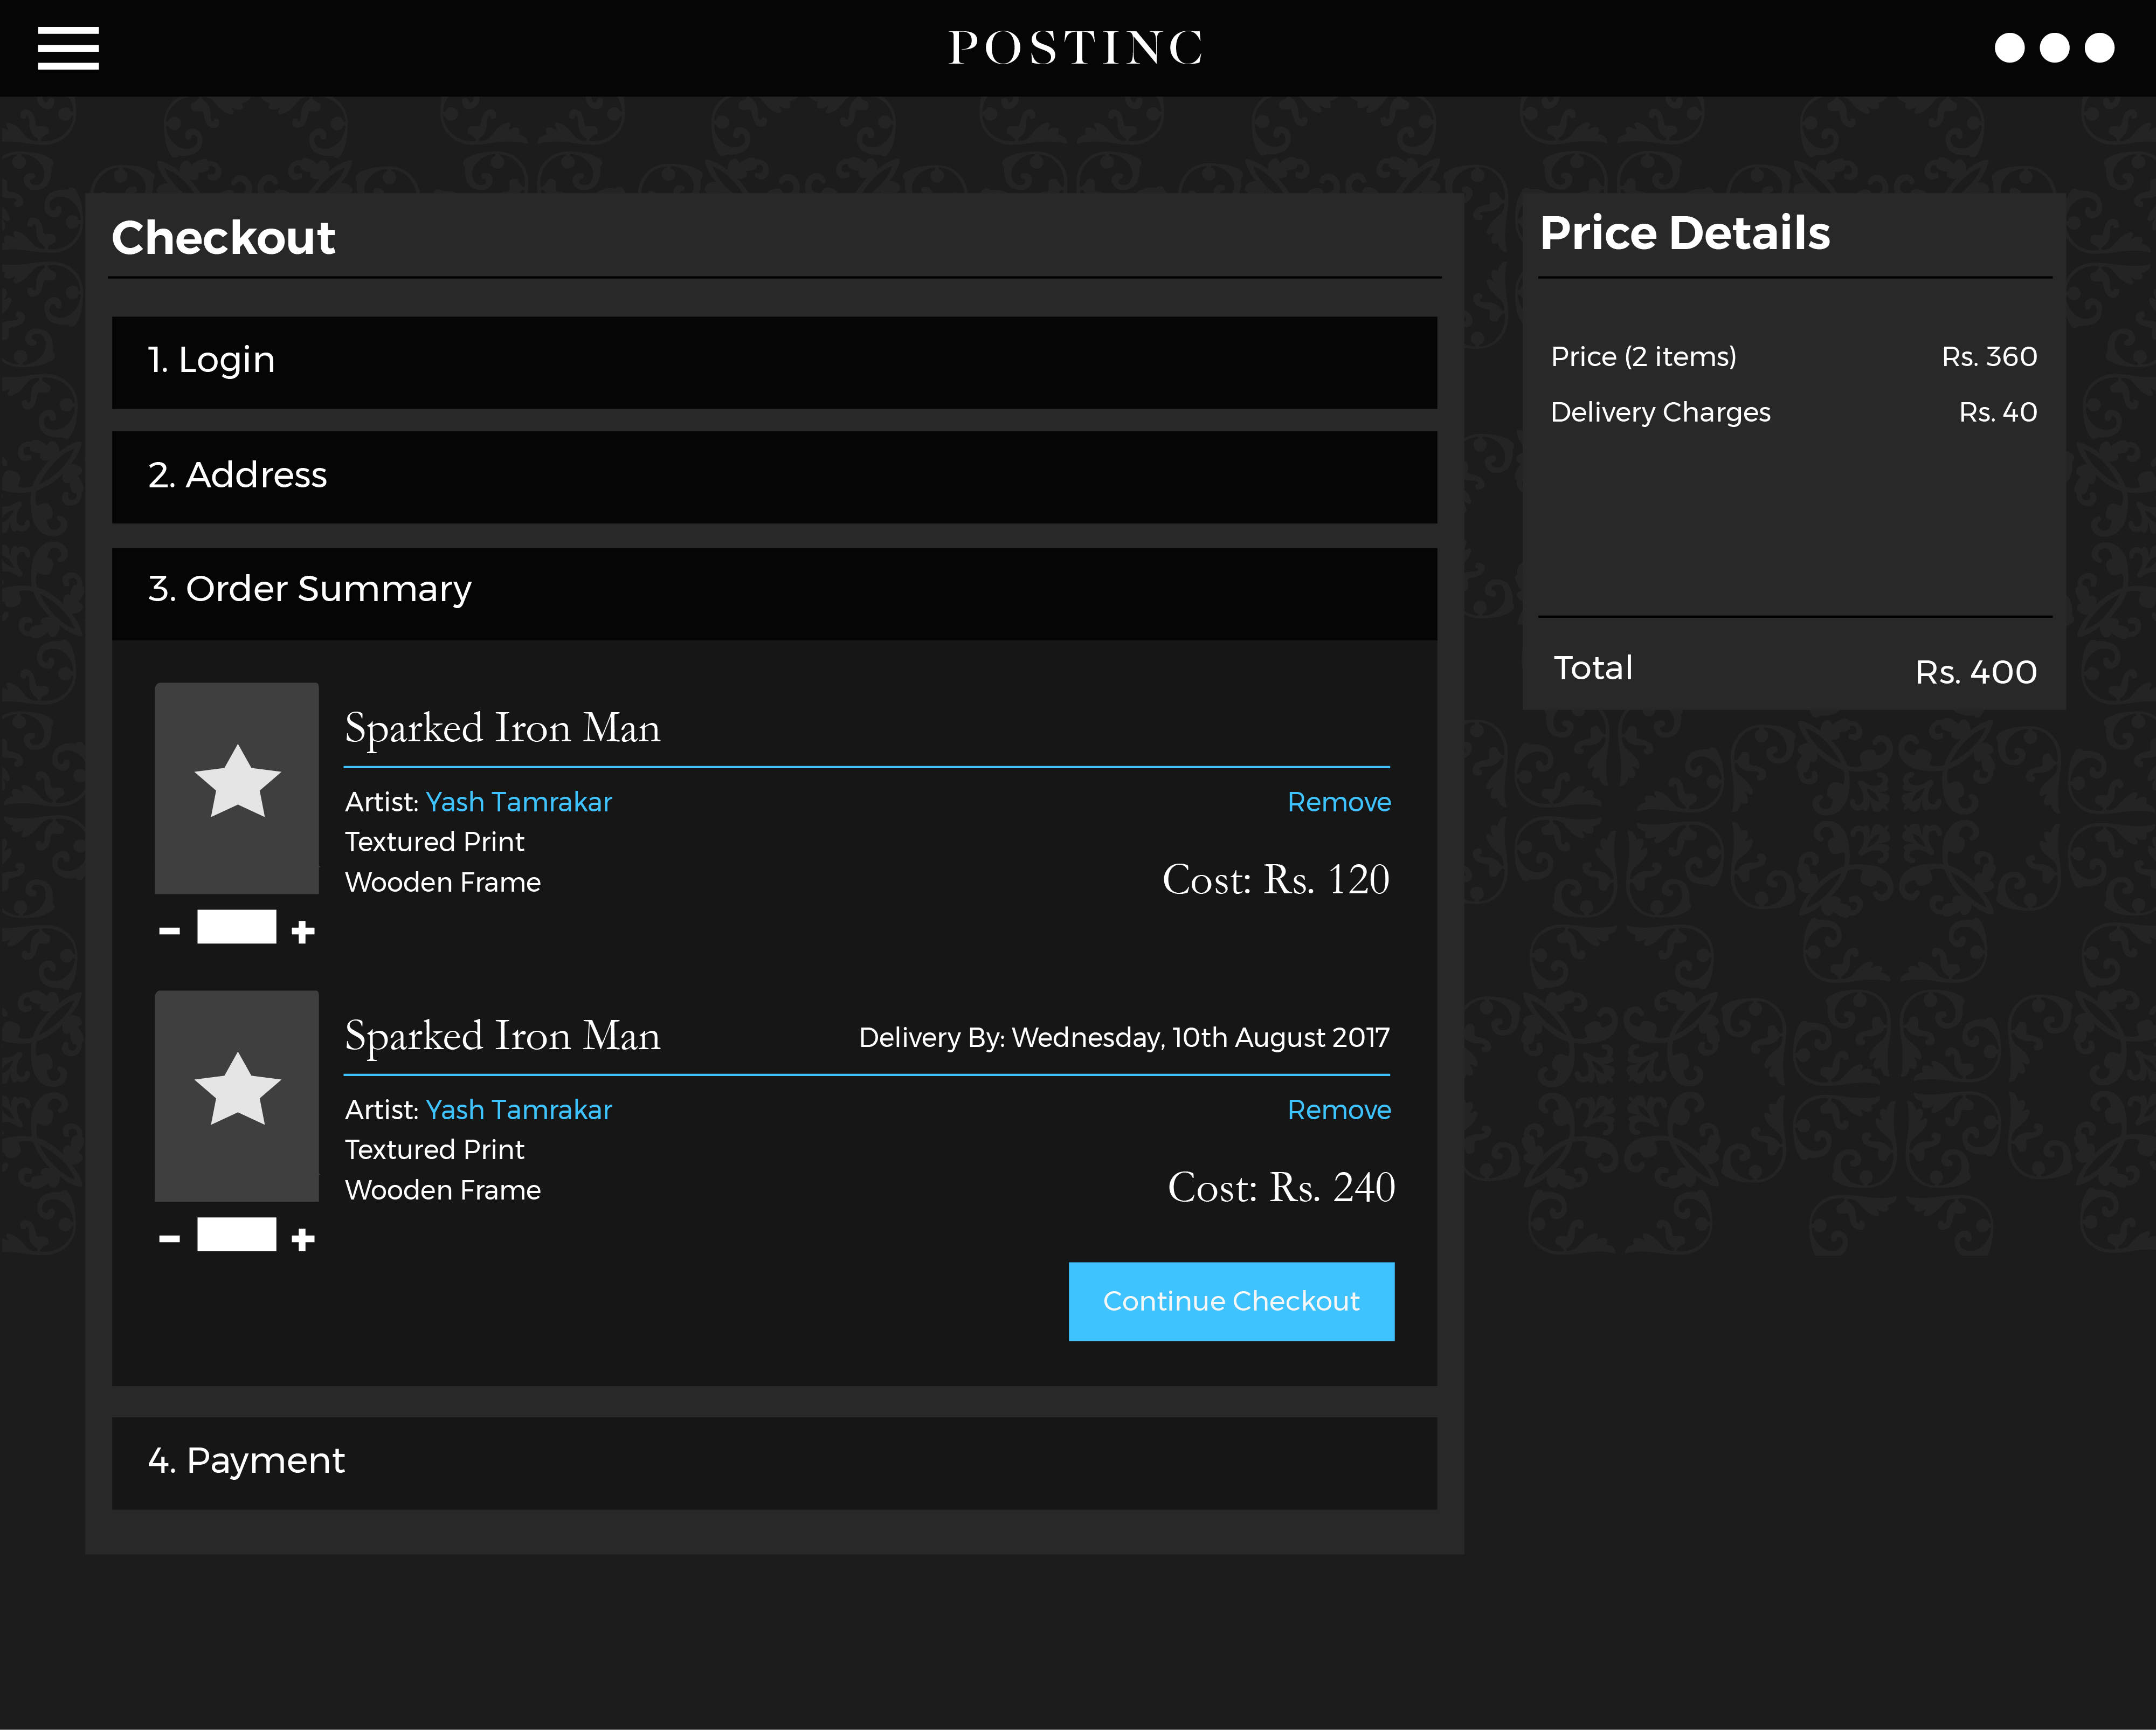 POSTINC
Checkout
1. Login
2. Address
3. Order Summary
Sparked Iron Man
Artist: Yash Tamrakar
Remove
Textured Print
Wooden Frame
Cost: Rs. 120
- +
Sparked Iron Man
Delivery By: Wednesday, 10th August 2017
Artist: Yash Tamrakar
Remove
Textured Print
Wooden Frame
Cost: Rs. 240
- +
Continue Checkout
4. Payment
Price Details
Price (2 items) Rs. 360
Delivery Charges Rs. 40
Total Rs. 400